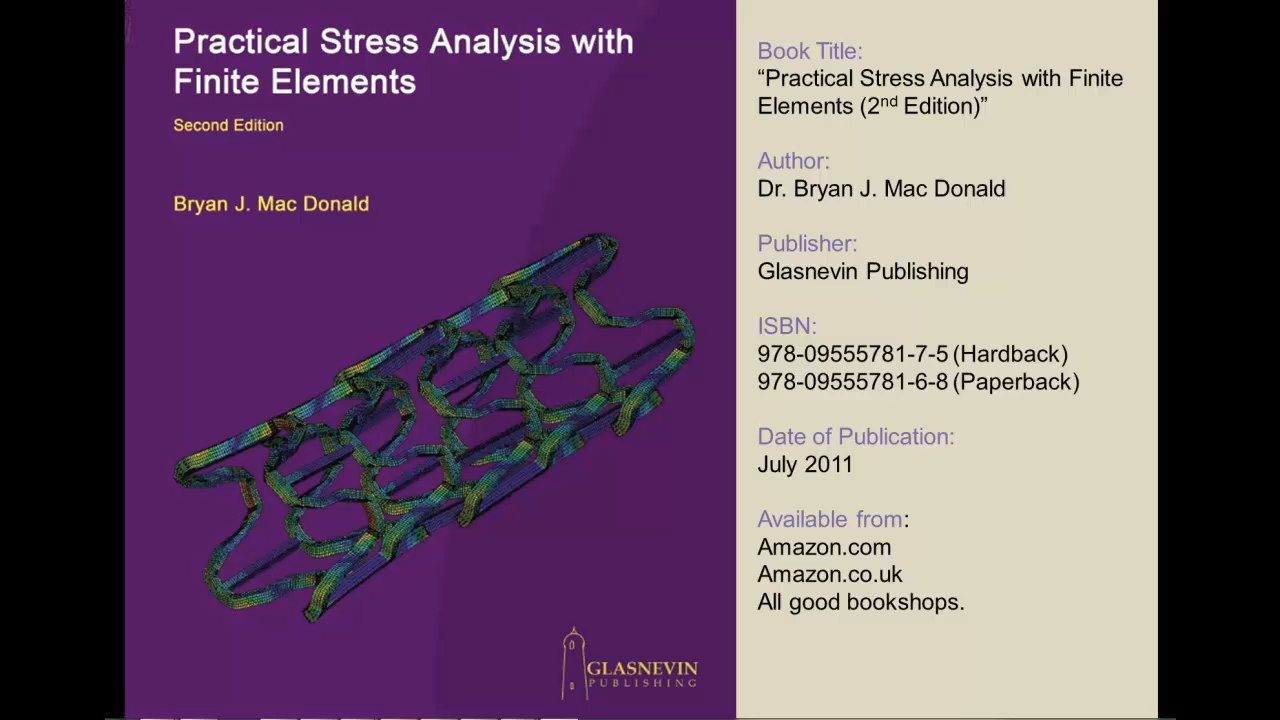 Practical Stress Analysis with
Finite Elements
Second Edition
Bryan J. Mac Donald
GLASNEVIN
PUBLISHING
Book Title:
“Practical Stress Analysis with Finite
Elements (2nd Edition)”
Author:
Dr. Bryan J. Mac Donald
Publisher:
Glasnevin Publishing
ISBN:
978-09555781-7-5 (Hardback)
978-09555781-6-8 (Paperback)
Date of Publication:
July 2011
Available from:
Amazon.com
Amazon.co.uk
All good bookshops.